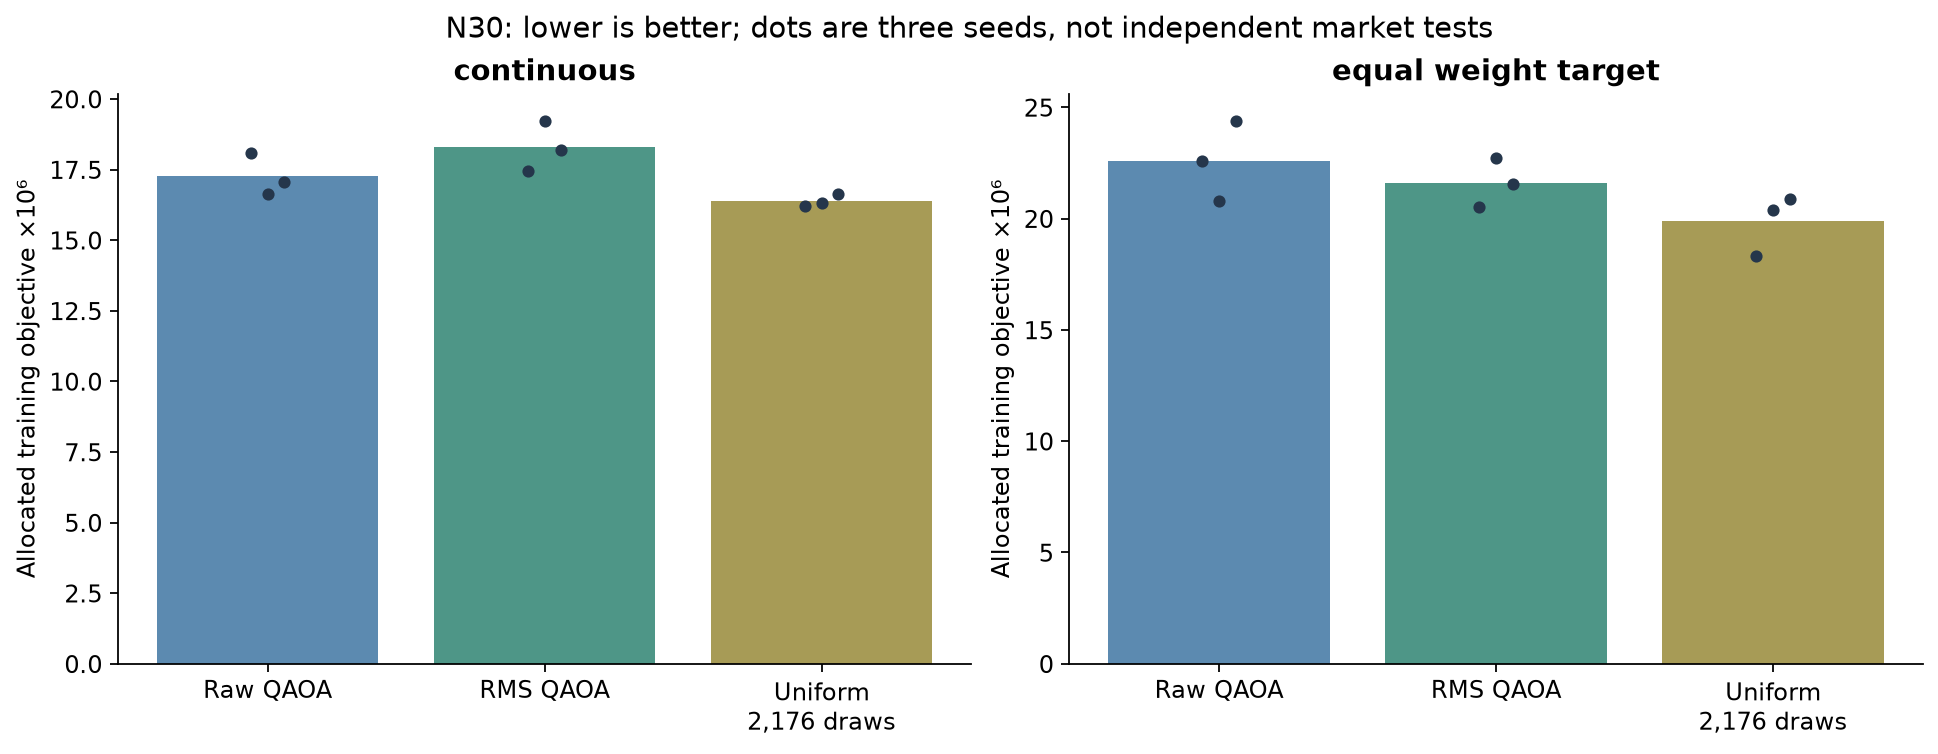 N30: lower is better; dots are three seeds, not independent market tests
continuous
Allocated training objective ×10⁶
20.0
17.5
15.0
12.5
10.0
7.5
5.0
2.5
0.0
Raw QAOA
RMS QAOA
Uniform
2,176 draws
equal weight target
Allocated training objective ×10⁶
25
20
15
10
5
0
Raw QAOA
RMS QAOA
Uniform
2,176 draws